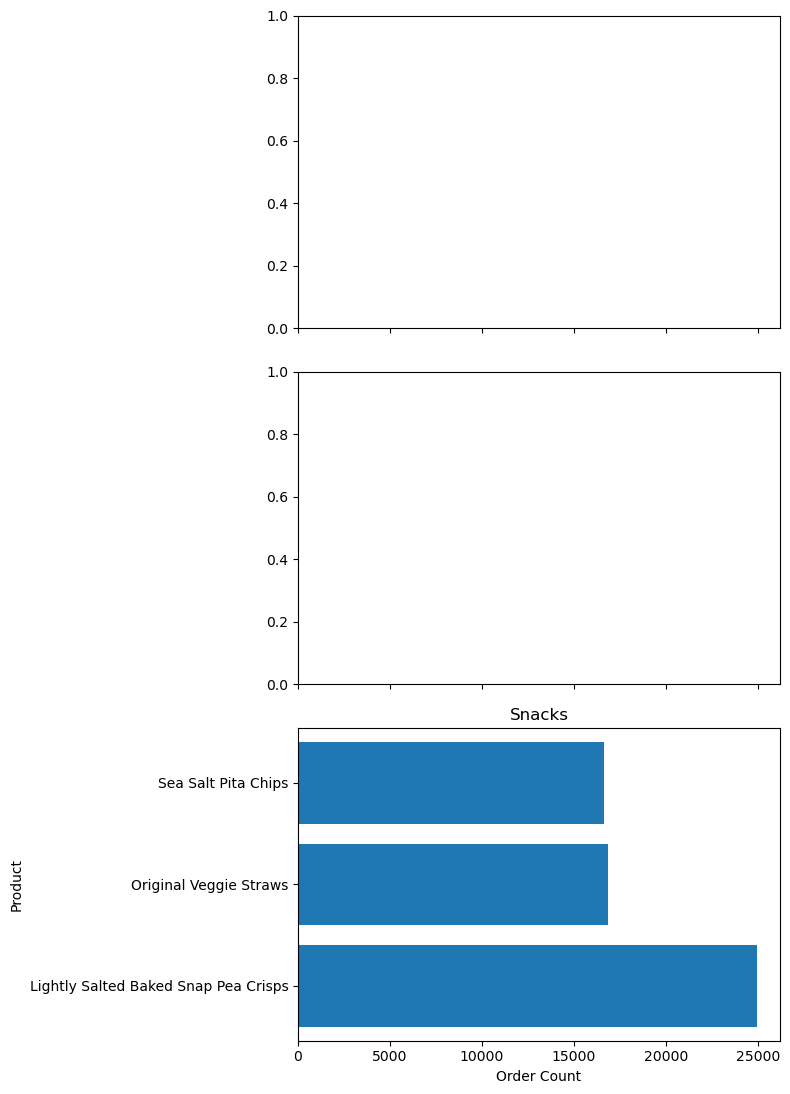 1.0
0.8
0.6
0.4
0.2
0.0
1.0
0.8
0.6
0.4
0.2
0.0
Snacks
Sea Salt Pita Chips
Original Veggie Straws
Lightly Salted Baked Snap Pea Crisps
Product
0 5000 10000 15000 20000 25000
Order Count